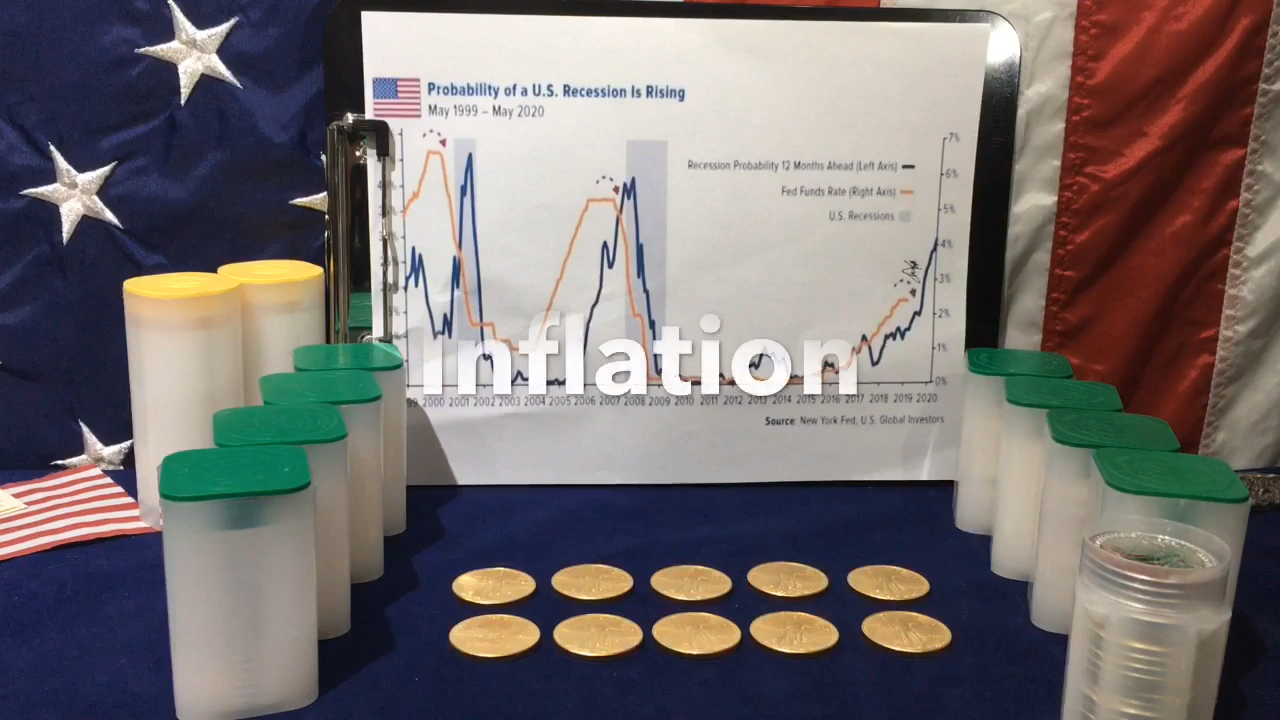 Probability of a U.S. Recession Is Rising
May 1999 – May 2020
7%
Recession Probability 12 Months Ahead (Left Axis)
6%
Fed Funds Rate (Right Axis)
5%
U.S. Recessions
4%
3%
2%
Inflation
1%
0%
99 2000 2001 2002 2003 2004 2005 2006 2007 2008 2009 2010 2011 2012 2013 2014 2015 2016 2017 2018 2019 2020
Source: New York Fed, U.S. Global Investors